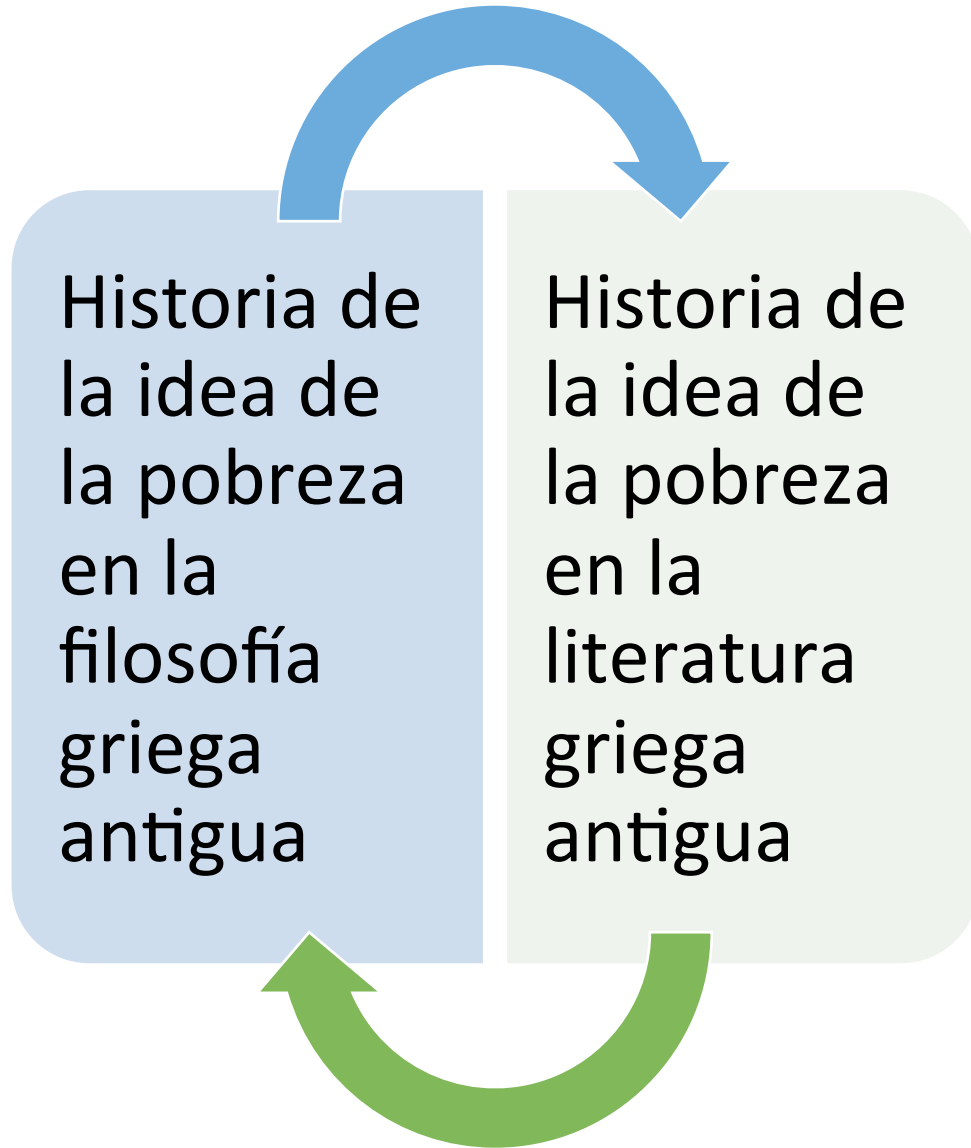 Historia de
la idea de
la pobreza
en la
filosofía
griega
antigua
Historia de
la idea de
la pobreza
en la
literatura
griega
antigua